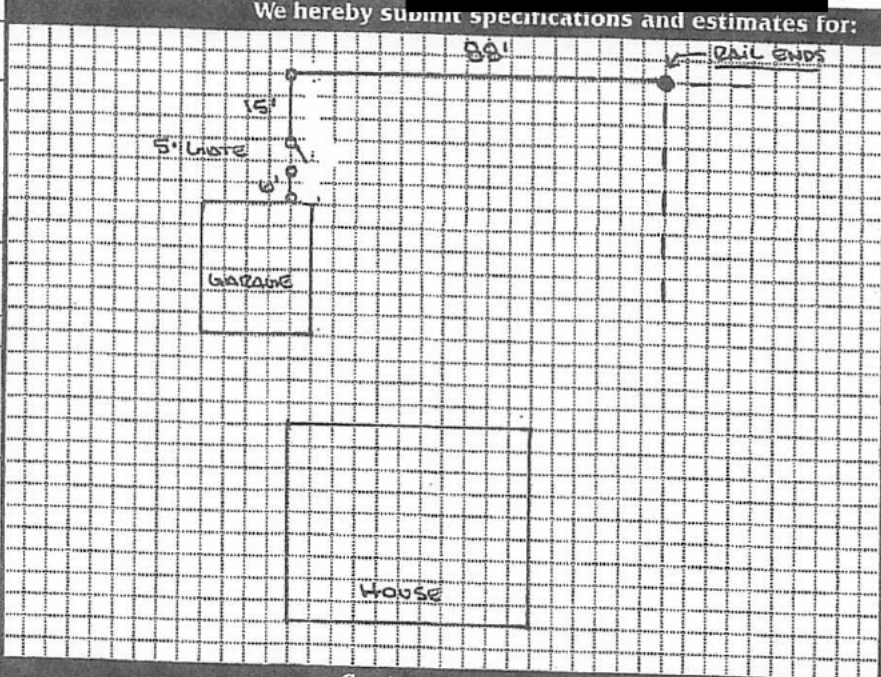 We hereby submit specifications and estimates for:
88'
RAIL ENDS
15'
5' GATE
6'
GARAGE
HOUSE